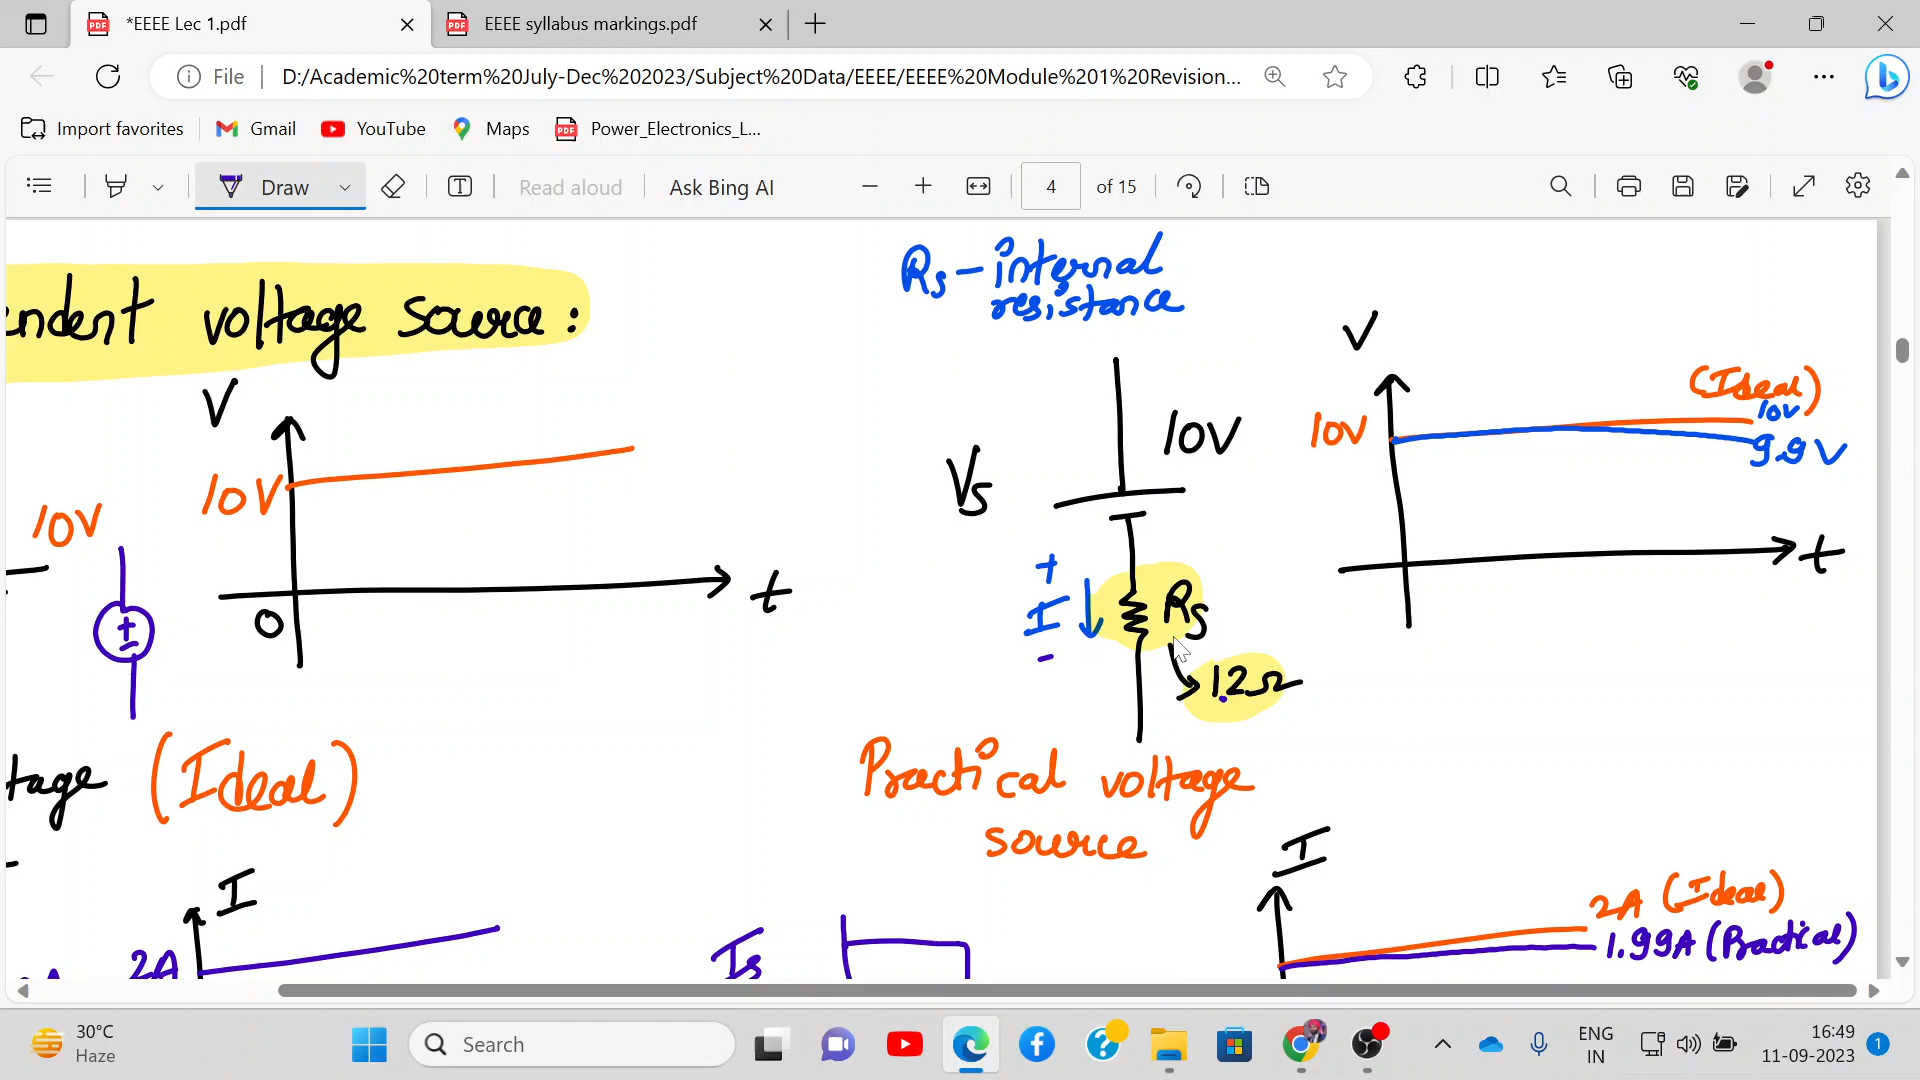 *EEEE Lec 1.pdf
EEEE syllabus markings.pdf
File
D:/Academic%20term%20July-Dec%202023/Subject%20Data/EEEE/EEEE%20Module%201%20Revision...
Import favorites
Gmail
YouTube
Maps
Power_Electronics_L...
Draw
Read aloud
Ask Bing AI
4
of 15
Rs - internal
resistance
endent voltage source :
V
10V
10V
0
t
tage (Ideal)
Vs
10V
+
I
-
Rs
1.2Ω
Practical voltage
source
V
10V
(Ideal)
10V
9.9V
t
I
2A
Is
I
2A (Ideal)
1.99A (Practical)
30°C
Haze
Search
ENG
IN
16:49
11-09-2023
1